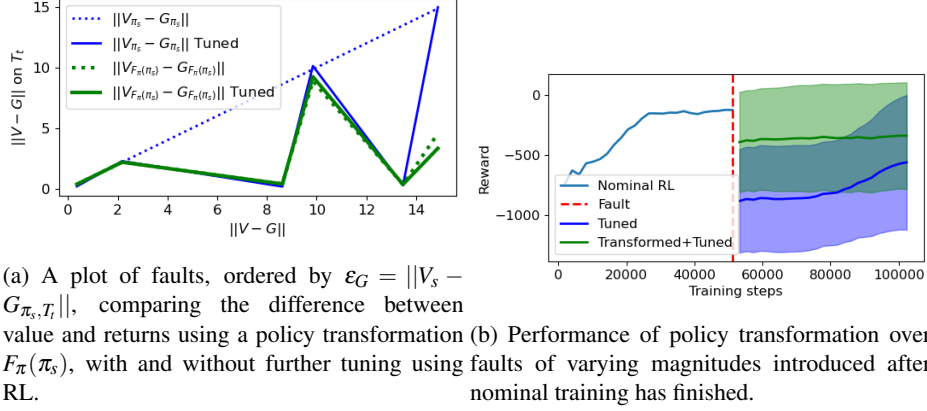 ||V_{π_s} − G_{π_s}||
||V_{π_s} − G_{π_s}|| Tuned
||V_{F_π(π_s)} − G_{F_π(π_s)}||
||V_{F_π(π_s)} − G_{F_π(π_s)}|| Tuned
||V − G|| on T_t
15
10
5
0
0 2 4 6 8 10 12 14
||V − G||
(a) A plot of faults, ordered by ε_G = ||V_s −
G_{π_s,T_t}||, comparing the difference between
value and returns using a policy transformation
F_π(π_s), with and without further tuning using
RL.
Reward
0
−500
−1000
Nominal RL
Fault
Tuned
Transformed+Tuned
0 20000 40000 60000 80000 100000
Training steps
(b) Performance of policy transformation over
faults of varying magnitudes introduced after
nominal training has finished.